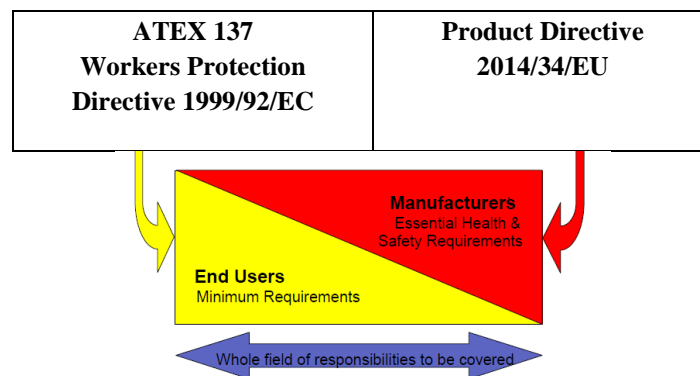 ATEX 137
Workers Protection
Directive 1999/92/EC
Product Directive
2014/34/EU
Manufacturers
Essential Health &
Safety Requirements
End Users
Minimum Requirements
Whole field of responsibilities to be covered